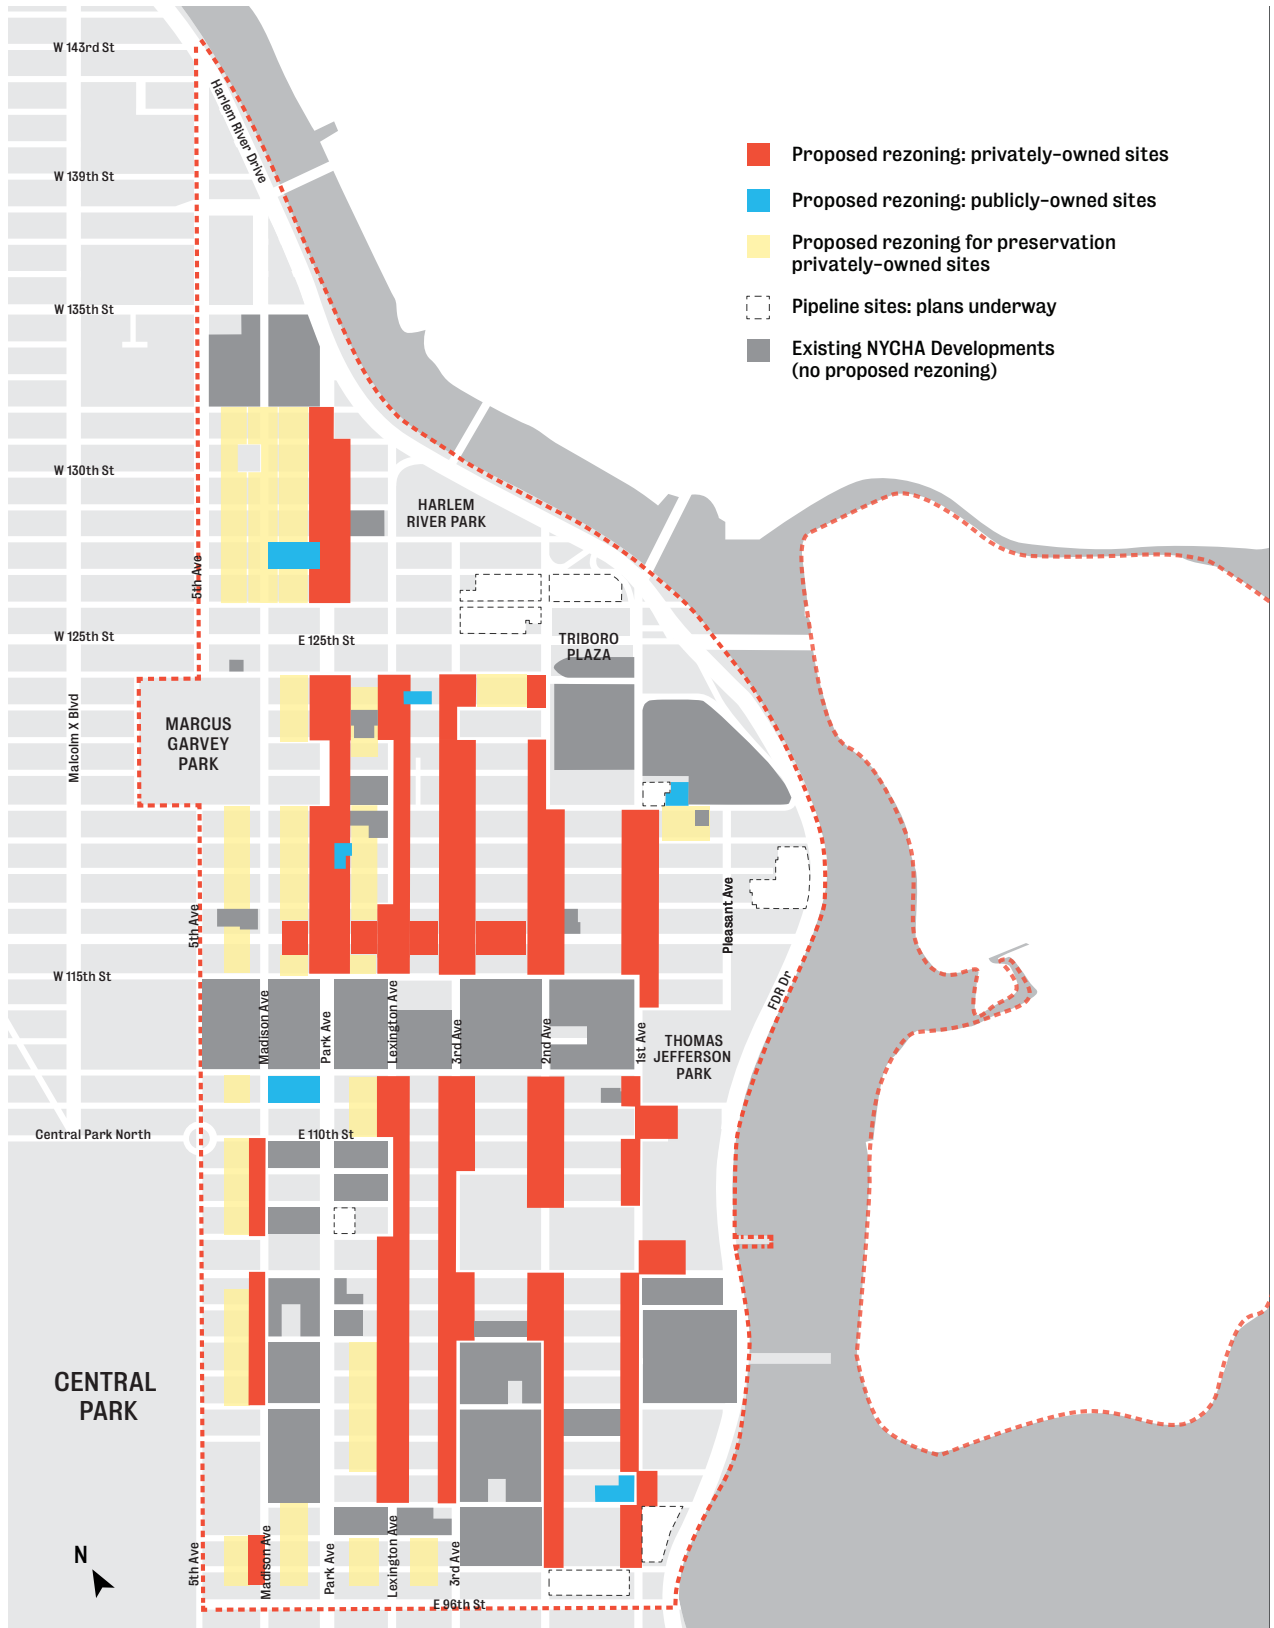 W 143rd St
Harlem River Drive
W 139th St
Proposed rezoning: privately-owned sites
Proposed rezoning: publicly-owned sites
Proposed rezoning for preservation
privately-owned sites
Pipeline sites: plans underway
Existing NYCHA Developments
(no proposed rezoning)
W 135th St
W 130th St
HARLEM
RIVER PARK
5th Ave
W 125th St
E 125th St
TRIBORO
PLAZA
Malcolm X Blvd
MARCUS
GARVEY
PARK
5th Ave
Pleasant Ave
W 115th St
FDR Dr
Madison Ave
Park Ave
Lexington Ave
3rd Ave
2nd Ave
1st Ave
THOMAS
JEFFERSON
PARK
Central Park North
E 110th St
CENTRAL
PARK
N
5th Ave
Madison Ave
Park Ave
Lexington Ave
3rd Ave
E 96th St